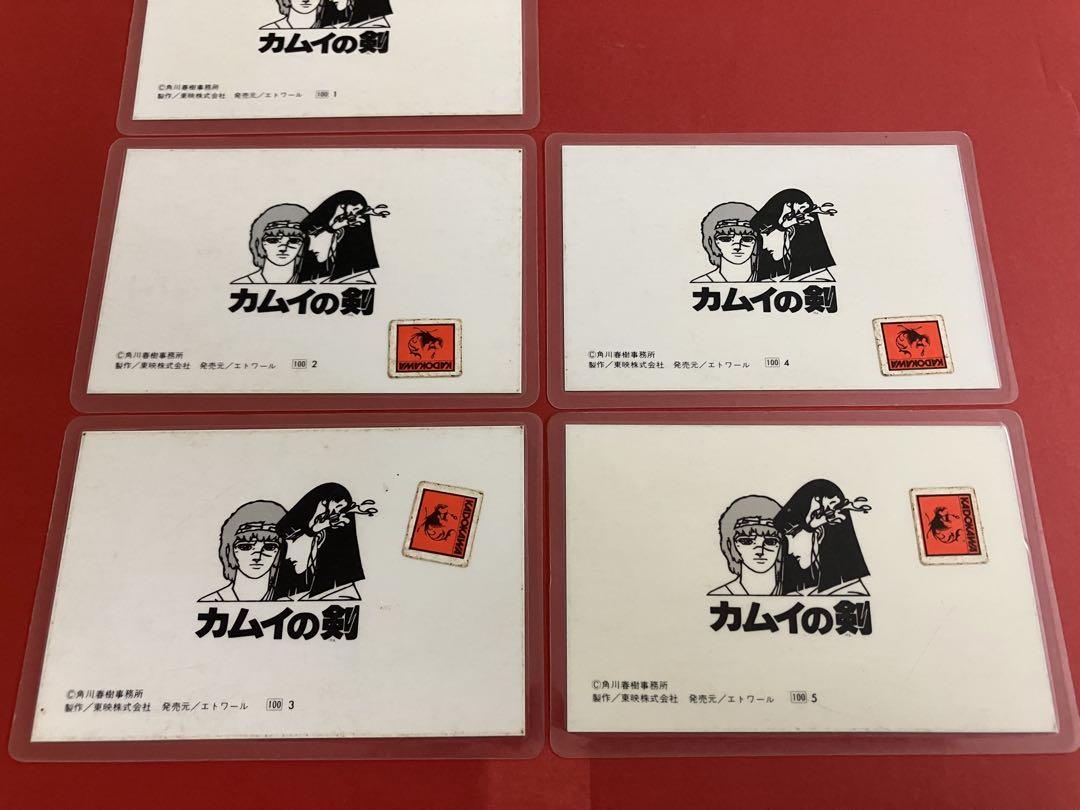 カムイの剣
©角川春樹事務所
製作/東映株式会社 発売元/エトワール 100 1
カムイの剣
KADOKAWA
©角川春樹事務所
製作/東映株式会社 発売元/エトワール 100 2
カムイの剣
KADOKAWA
©角川春樹事務所
製作/東映株式会社 発売元/エトワール 100 4
KADOKAWA
カムイの剣
©角川春樹事務所
製作/東映株式会社 発売元/エトワール 100 3
KADOKAWA
カムイの剣
©角川春樹事務所
製作/東映株式会社 発売元/エトワール 100 5